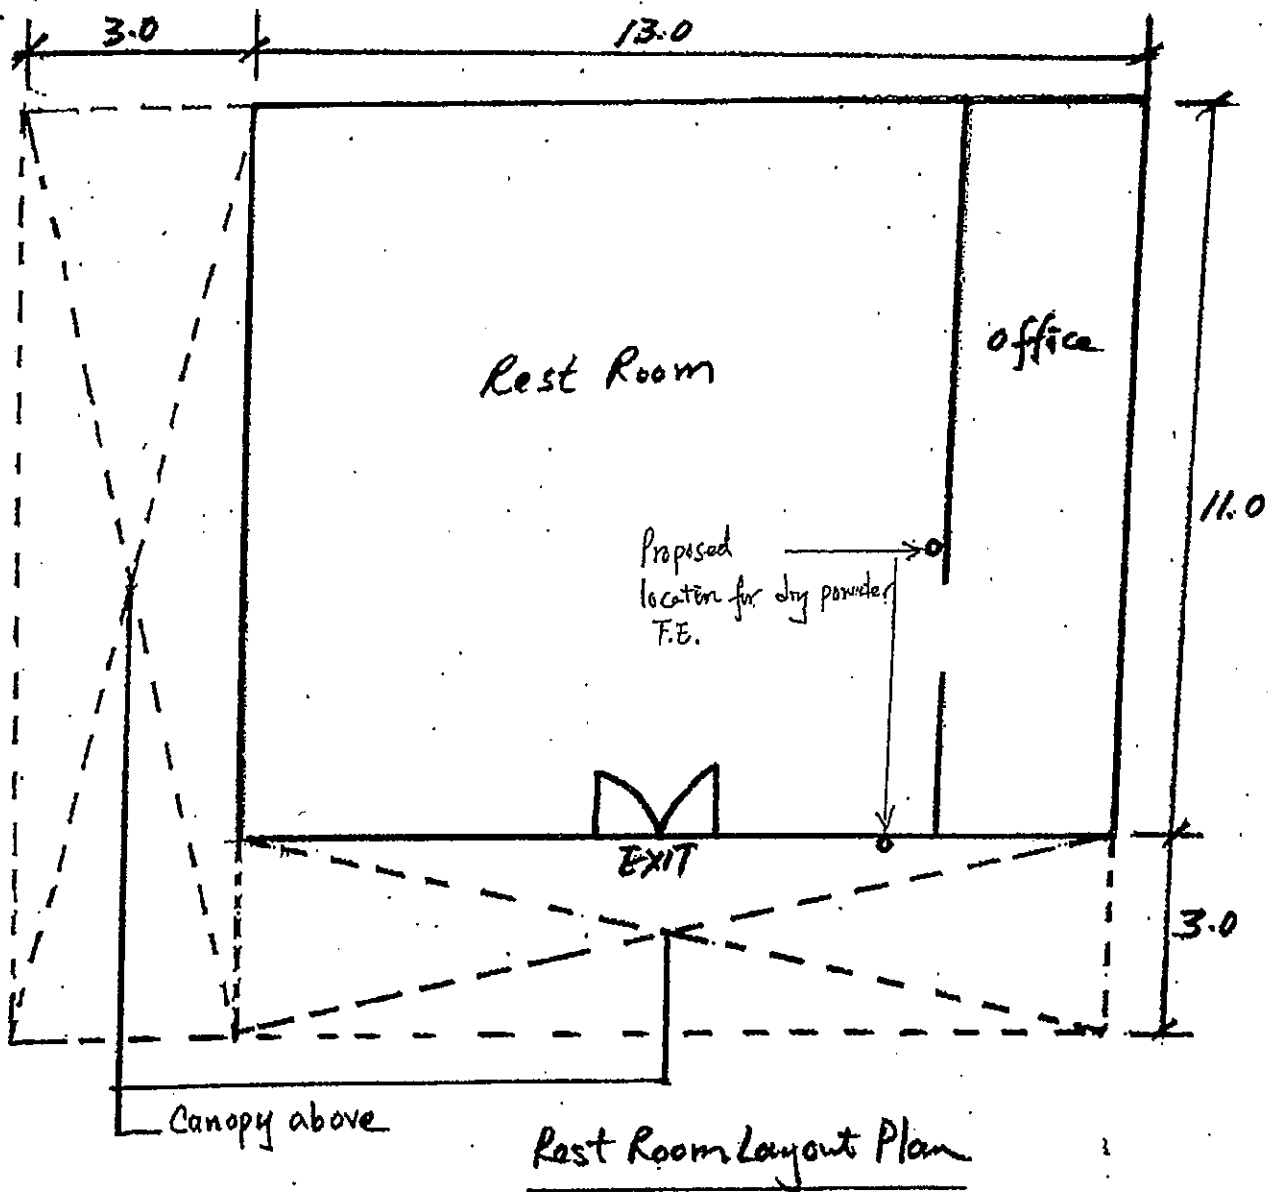 3.0
13.0
Rest Room
office
11.0
Proposed
location for dry powder
F.E.
EXIT
3.0
Canopy above
Rest Room Layout Plan